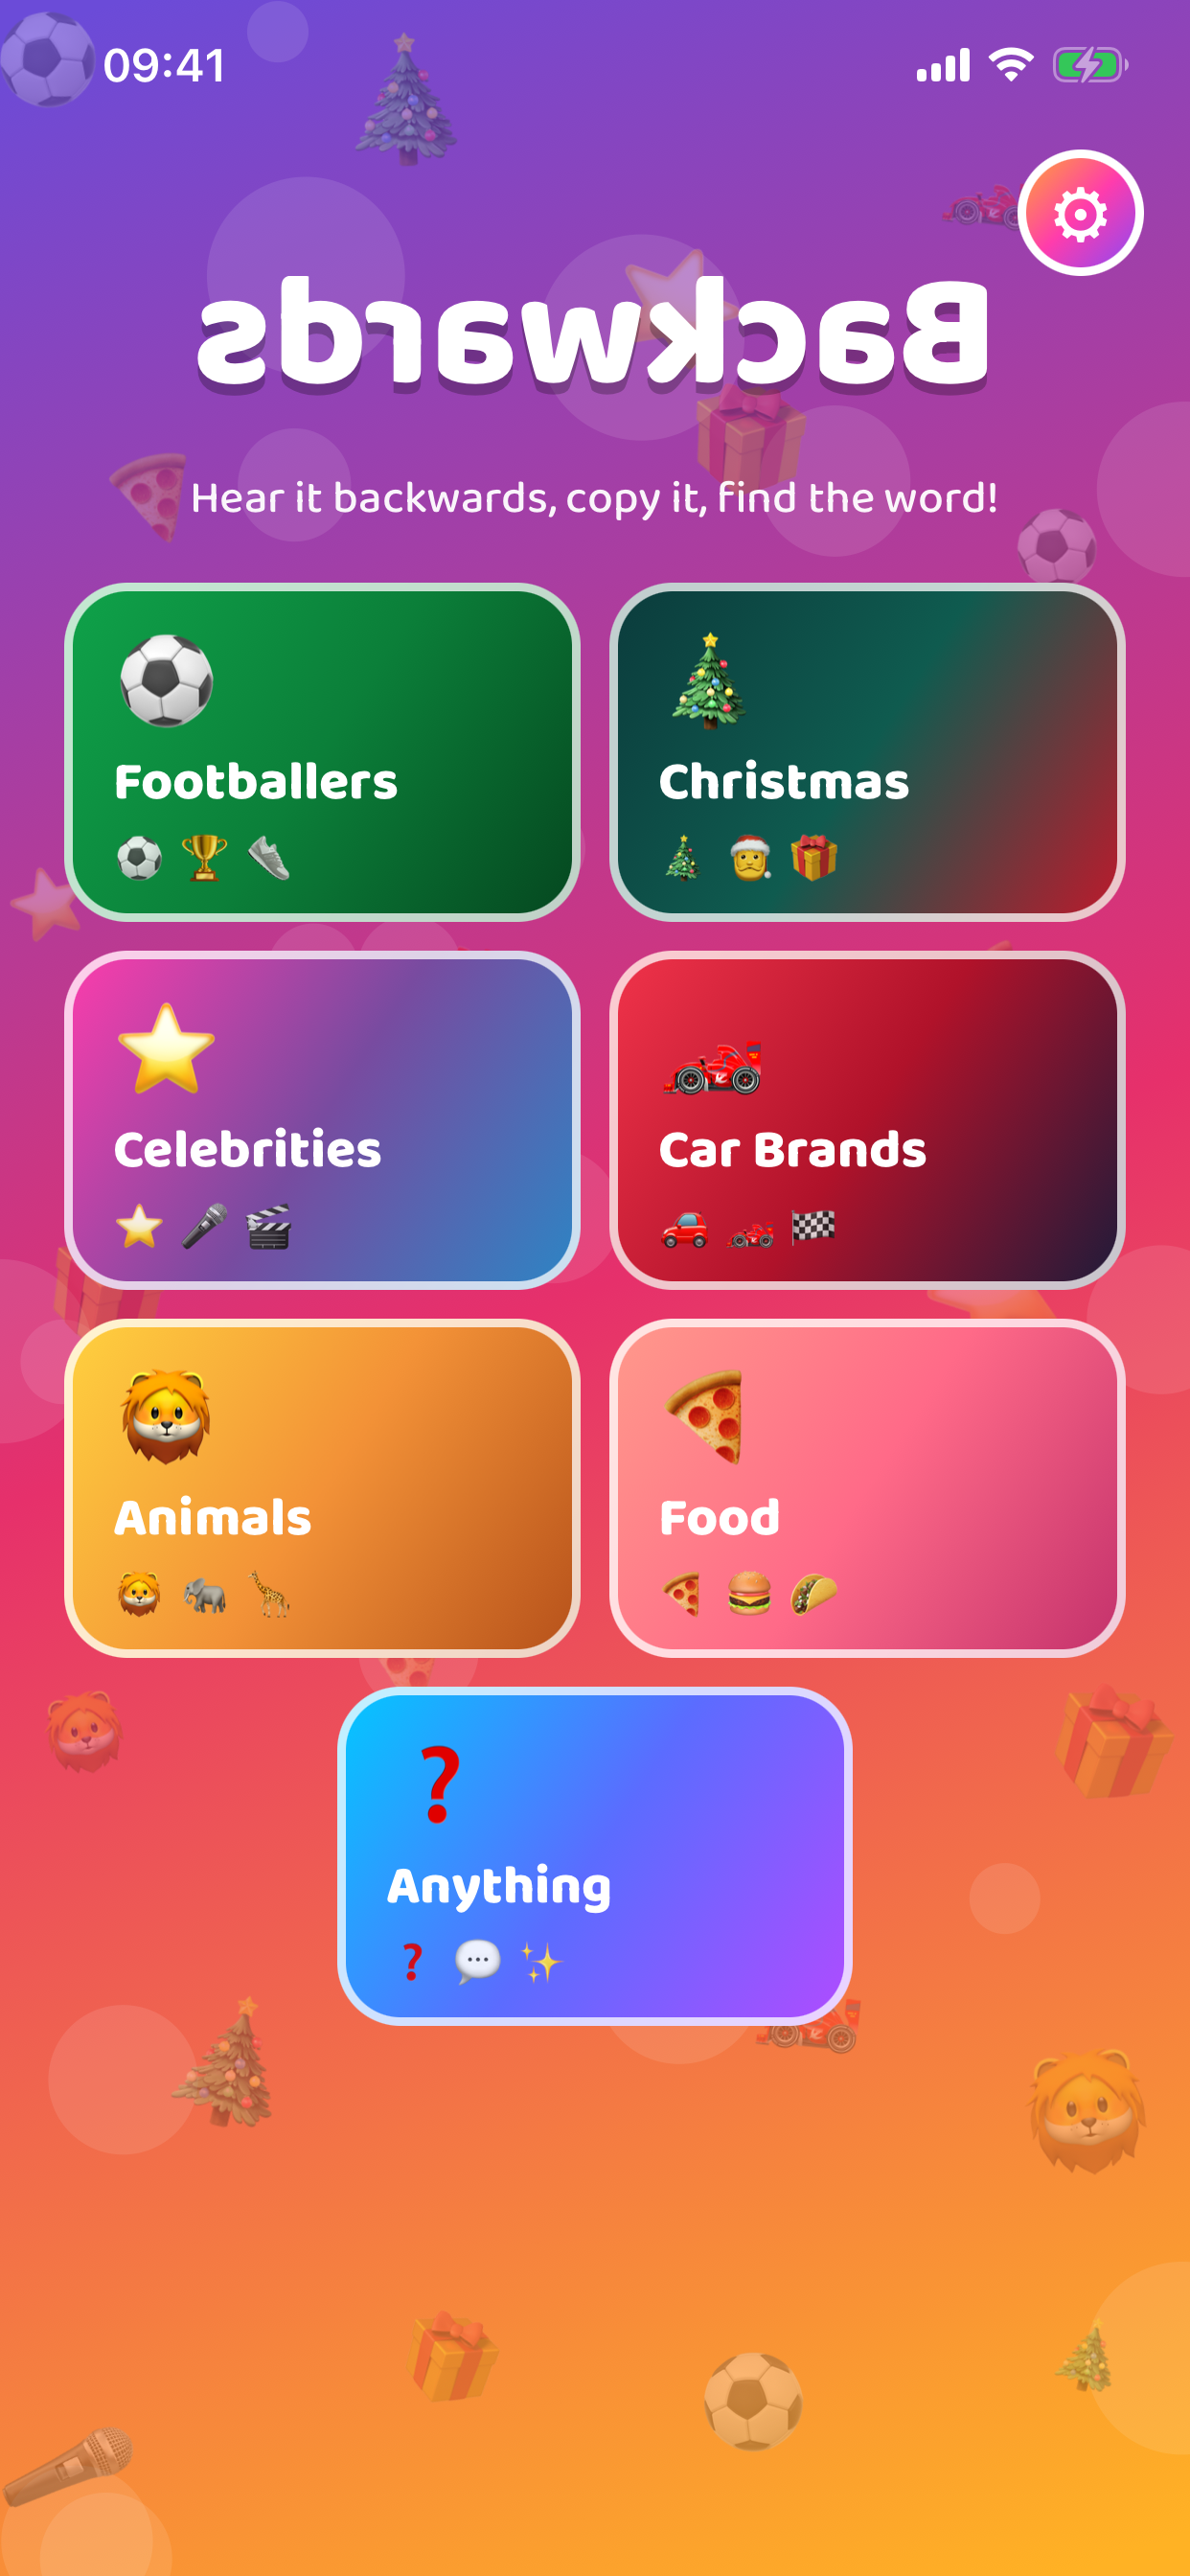 09:41
Backwards
Hear it backwards, copy it, find the word!
Footballers
Christmas
Celebrities
Car Brands
Animals
Food
Anything